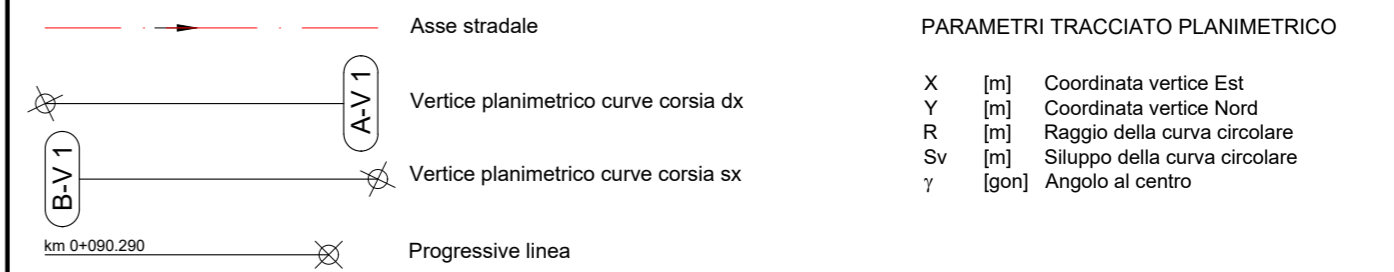 Asse stradale
A-V 1
Vertice planimetrico curve corsia dx
B-V 1
Vertice planimetrico curve corsia sx
km 0+090.290
Progressive linea
PARAMETRI TRACCIATO PLANIMETRICO
X [m] Coordinata vertice Est
Y [m] Coordinata vertice Nord
R [m] Raggio della curva circolare
Sv [m] Siluppo della curva circolare
γ [gon] Angolo al centro